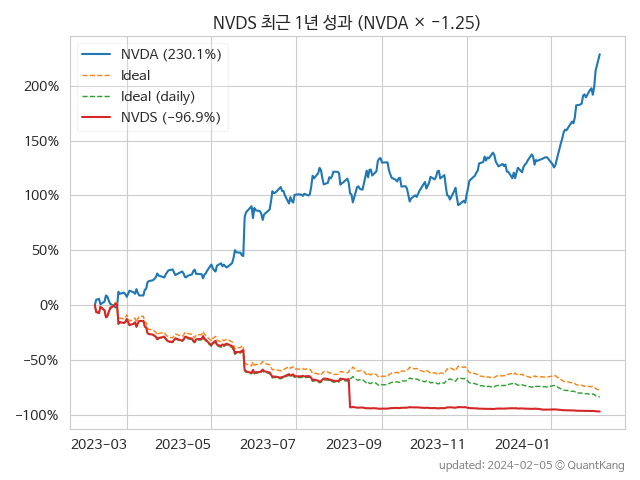 NVDS 최근 1년 성과 (NVDA × −1.25)
NVDA (230.1%)
Ideal
Ideal (daily)
NVDS (−96.9%)
200%
150%
100%
50%
0%
−50%
−100%
2023-03 2023-05 2023-07 2023-09 2023-11 2024-01
updated: 2024-02-05 © QuantKang